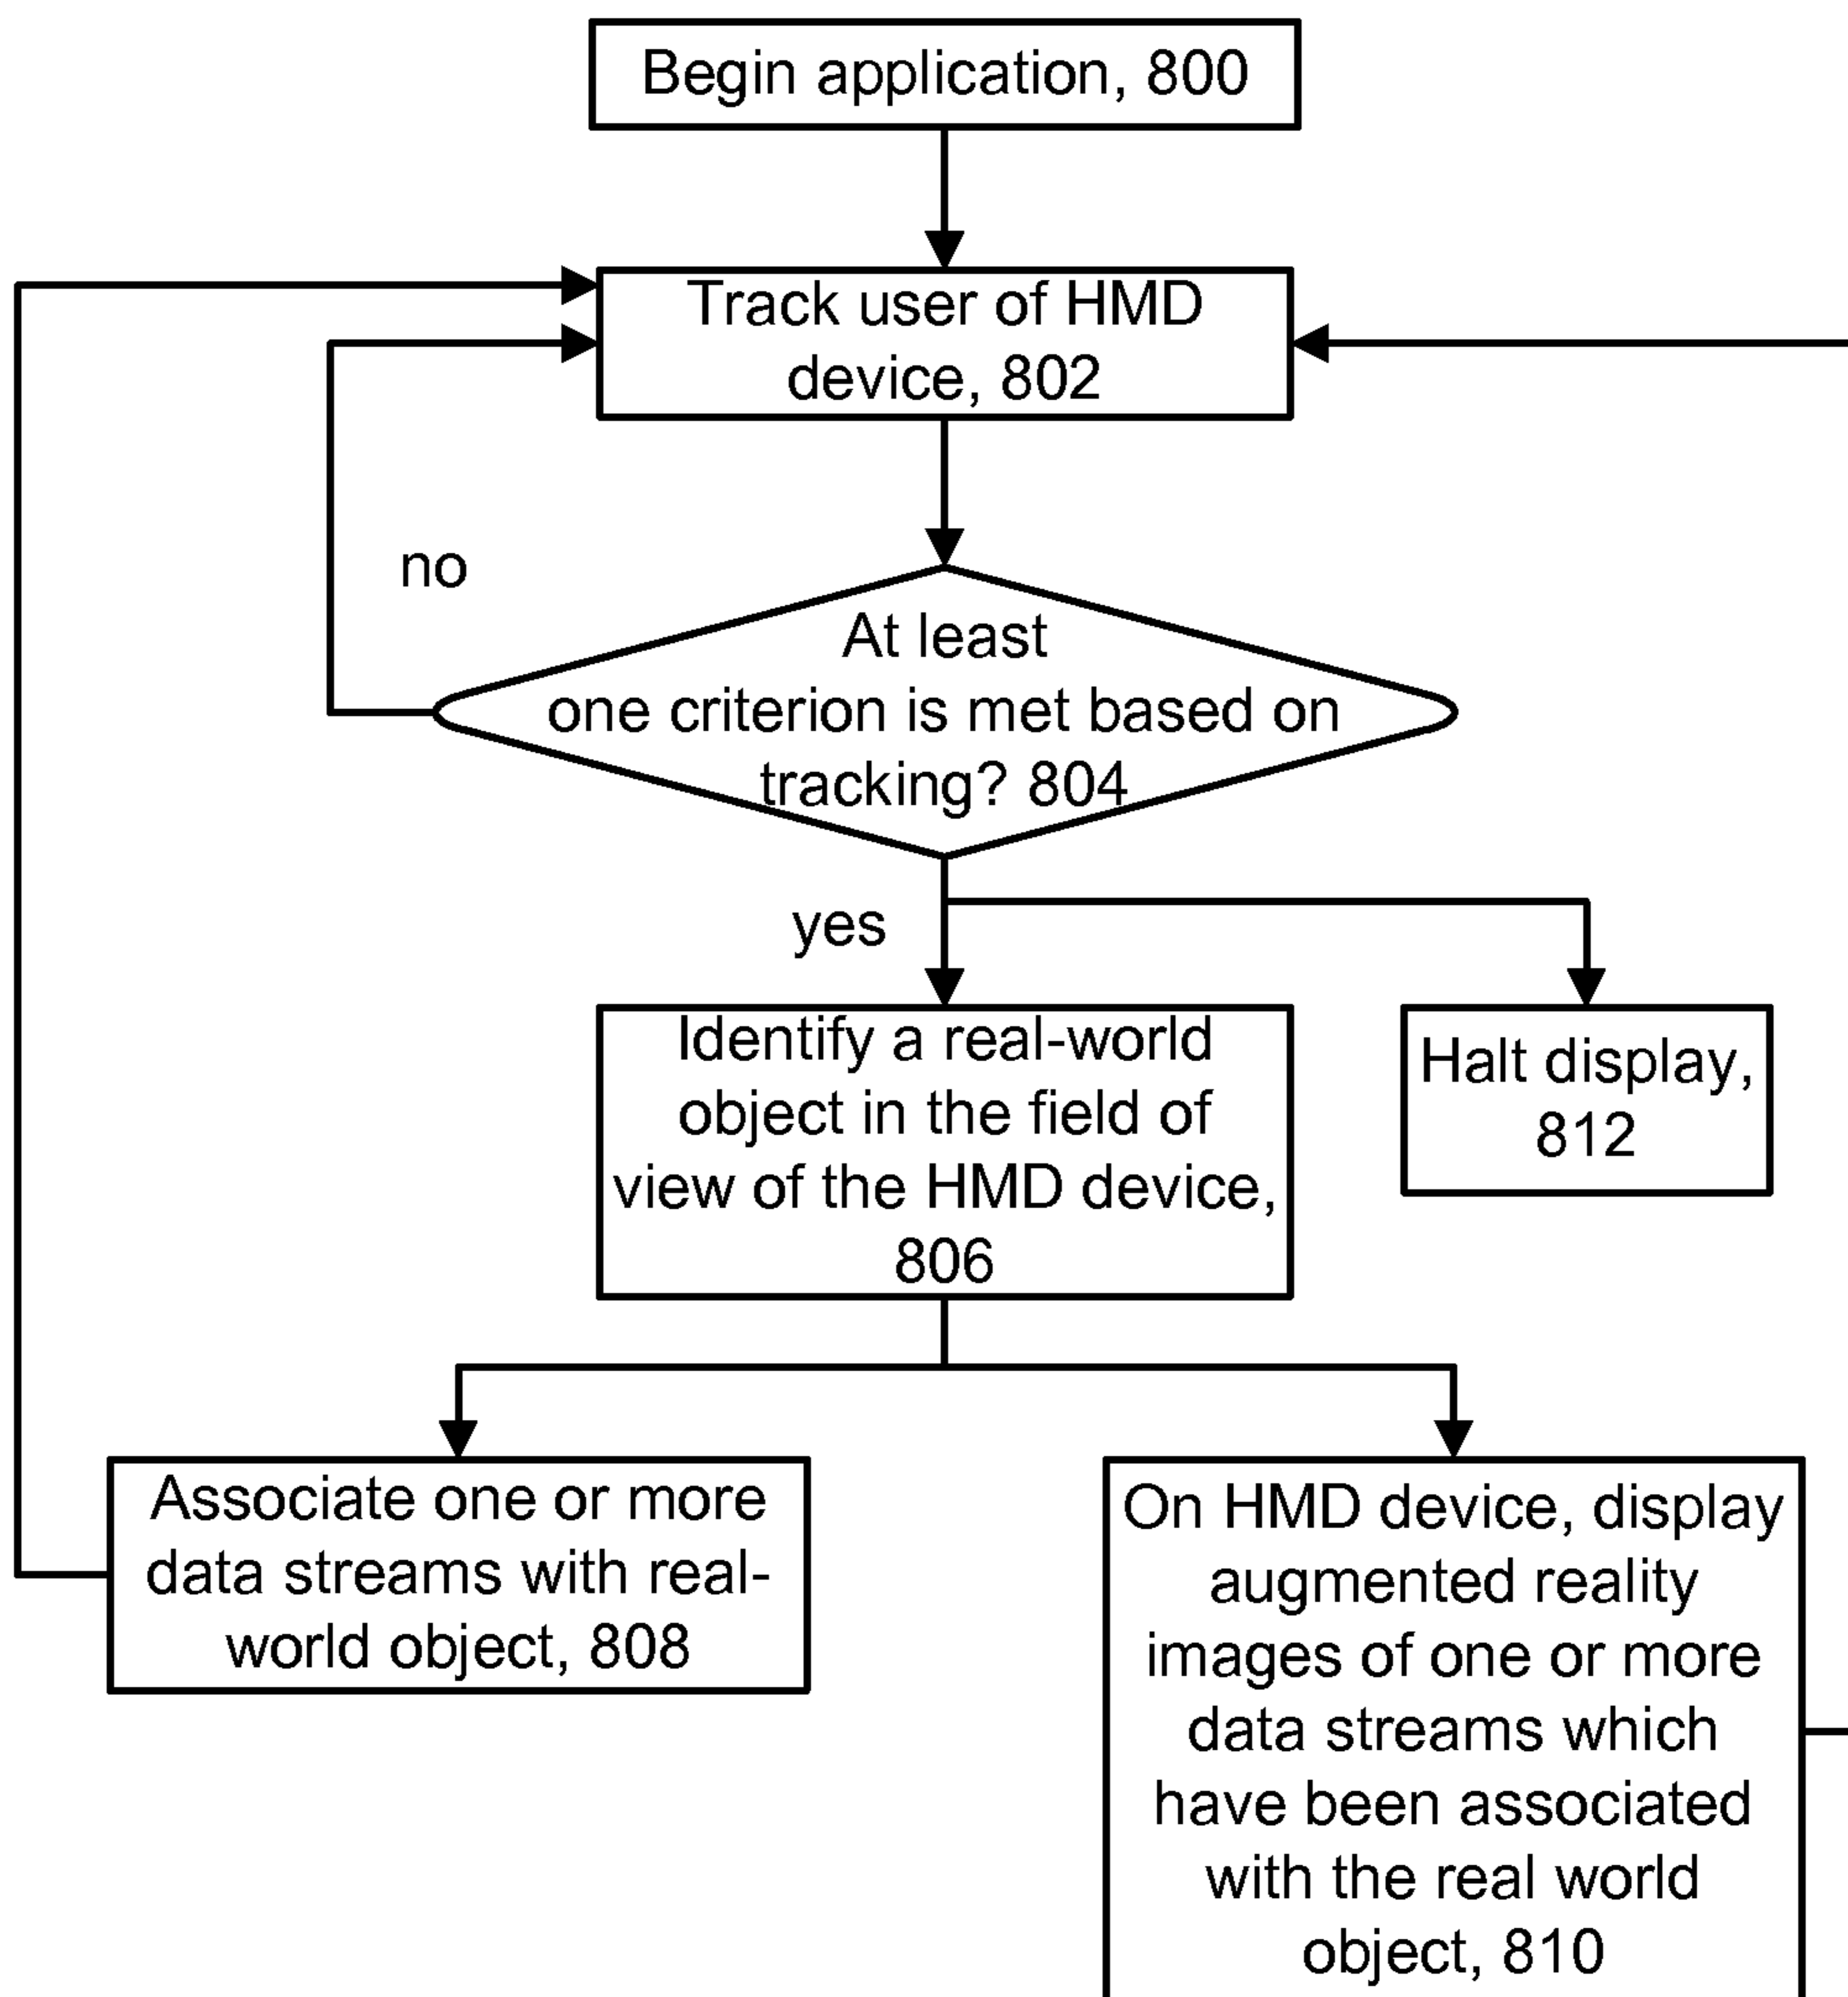 Begin application, 800
Track user of HMD
device, 802
no
At least
one criterion is met based on
tracking? 804
yes
Identify a real-world
object in the field of
view of the HMD device,
806
Halt display,
812
Associate one or more
data streams with real-
world object, 808
On HMD device, display
augmented reality
images of one or more
data streams which
have been associated
with the real world
object, 810